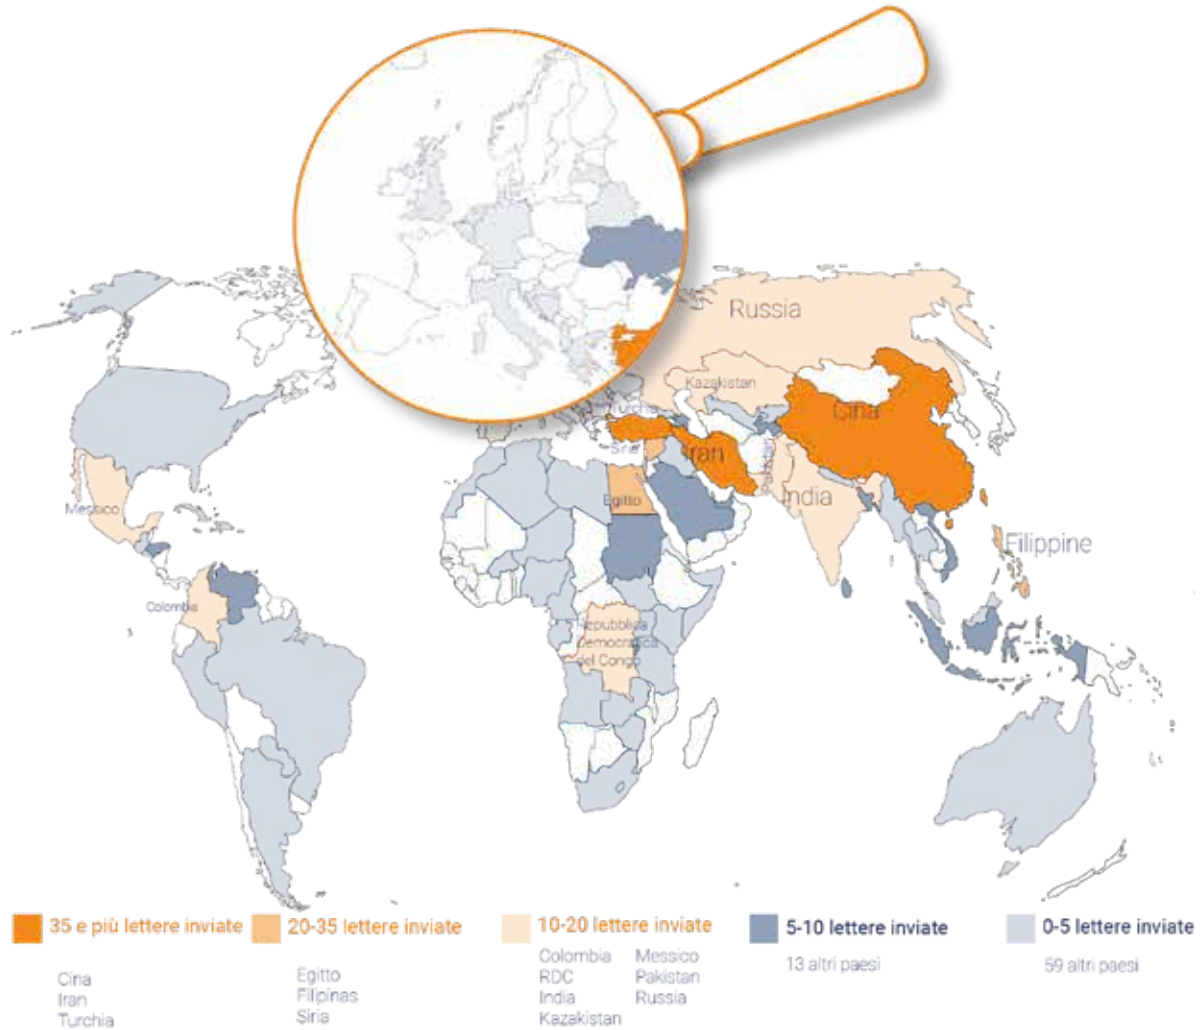 Russia
Kazakistan
Cina
Turchia
Siria
Iran
Pakistan
India
Egitto
Messico
Filippine
Colombia
Repubblica
Democratica
del Congo
35 e più lettere inviate
Cina
Iran
Turchia
20-35 lettere inviate
Egitto
Filipinas
Siria
10-20 lettere inviate
Colombia Messico
RDC Pakistan
India Russia
Kazakistan
5-10 lettere inviate
13 altri paesi
0-5 lettere inviate
59 altri paesi